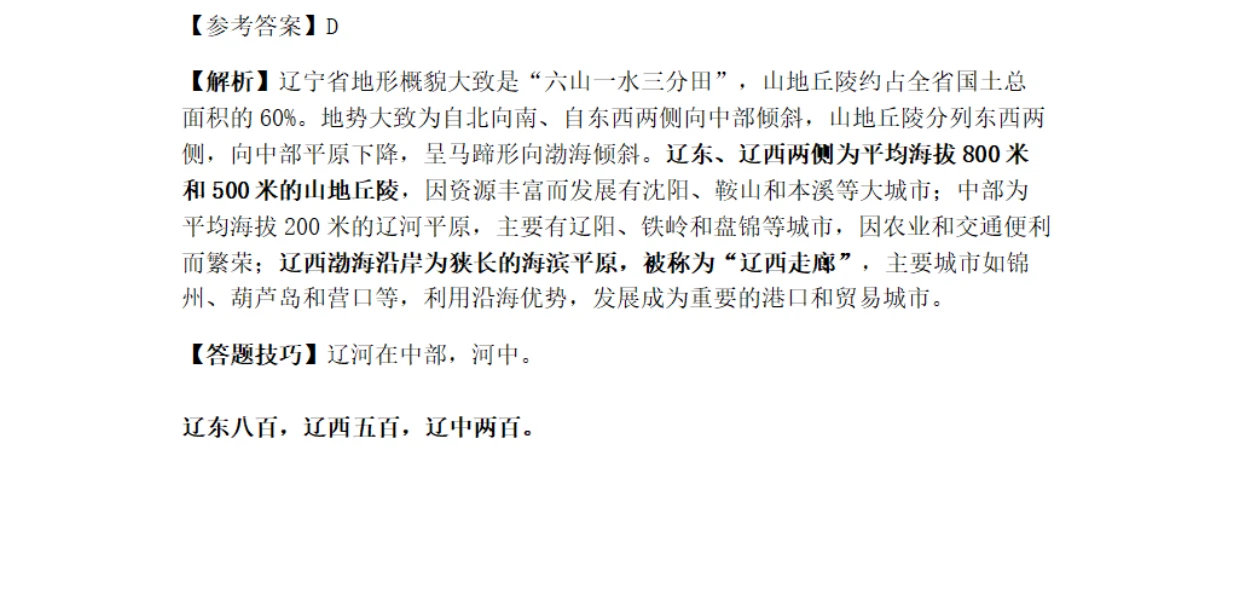 【参考答案】D
【解析】辽宁省地形概貌大致是“六山一水三分田”，山地丘陵约占全省国土总
面积的 60%。地势大致为自北向南、自东西两侧向中部倾斜，山地丘陵分列东西两
侧，向中部平原下降，呈马蹄形向渤海倾斜。辽东、辽西两侧为平均海拔 800 米
和 500 米的山地丘陵，因资源丰富而发展有沈阳、鞍山和本溪等大城市；中部为
平均海拔 200 米的辽河平原，主要有辽阳、铁岭和盘锦等城市，因农业和交通便利
而繁荣；辽西渤海沿岸为狭长的海滨平原，被称为“辽西走廊”，主要城市如锦
州、葫芦岛和营口等，利用沿海优势，发展成为重要的港口和贸易城市。
【答题技巧】辽河在中部，河中。
辽东八百，辽西五百，辽中两百。